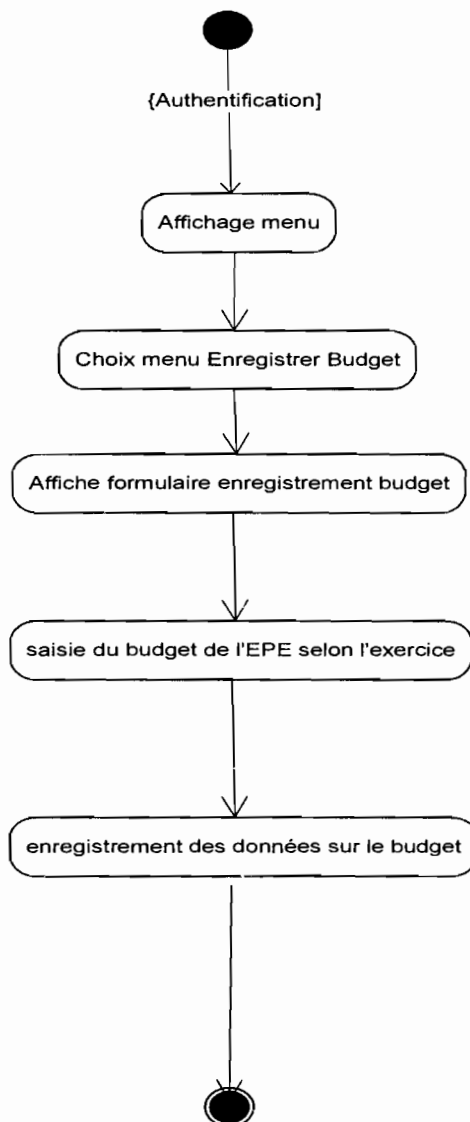 {Authentification]
Affichage menu
Choix menu Enregistrer Budget
Affiche formulaire enregistrement budget
saisie du budget de l'EPE selon l'exercice
enregistrement des données sur le budget